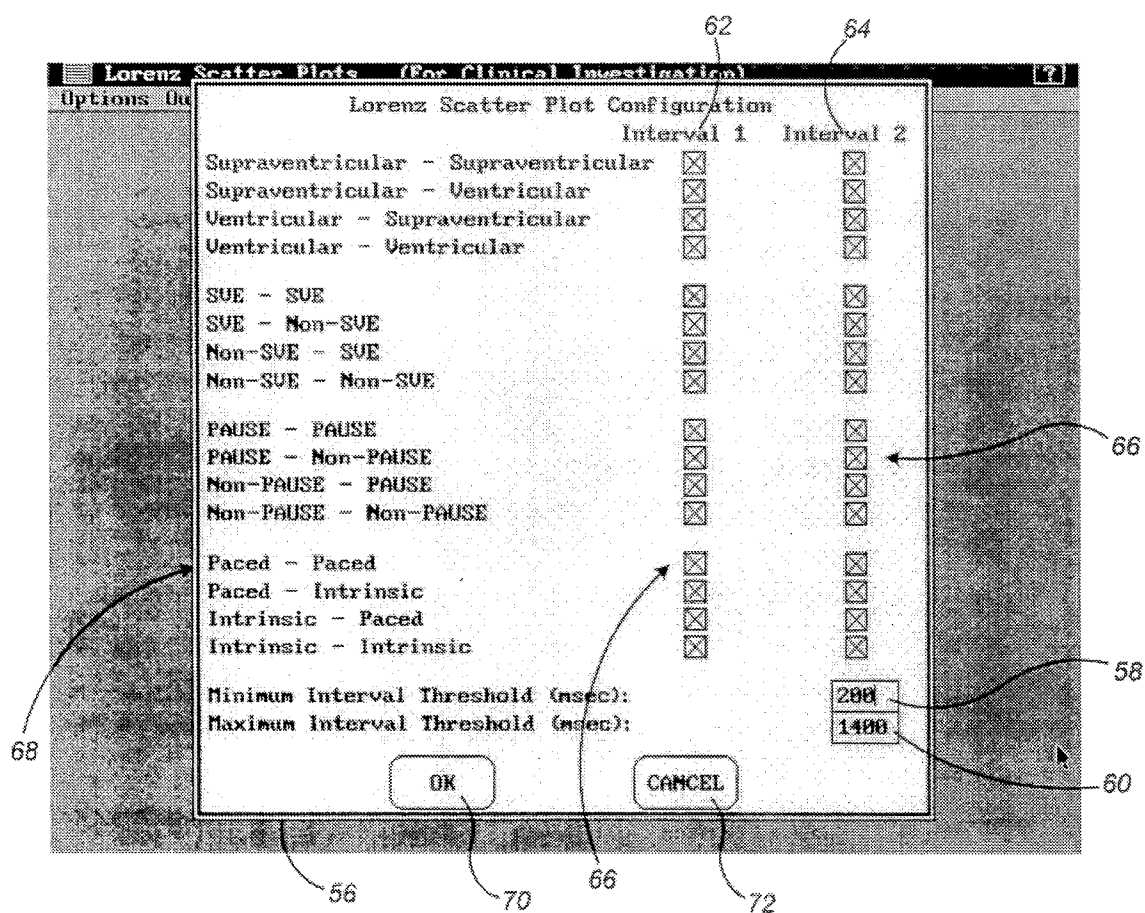 62
64
Lorenz Scatter Plots (For Clinical Investigation) [?]
Options Ou
Lorenz Scatter Plot Configuration
Interval 1 Interval 2
Supraventricular - Supraventricular
Supraventricular - Ventricular
Ventricular - Supraventricular
Ventricular - Ventricular
SVE - SVE
SVE - Non-SVE
Non-SVE - SVE
Non-SVE - Non-SVE
PAUSE - PAUSE
PAUSE - Non-PAUSE
66
Non-PAUSE - PAUSE
Non-PAUSE - Non-PAUSE
Paced - Paced
Paced - Intrinsic
Intrinsic - Paced
Intrinsic - Intrinsic
58
Minimum Interval Threshold (msec): 200
Maximum Interval Threshold (msec): 1400
68
60
OK CANCEL
56 70 66 72